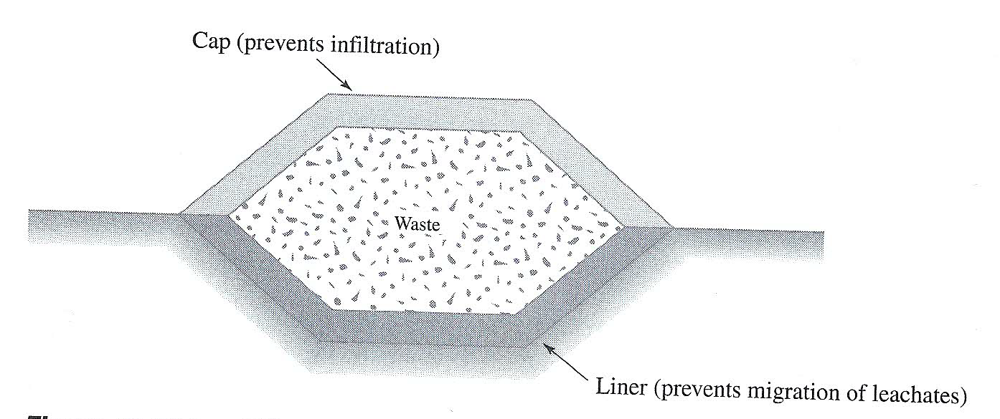 Cap (prevents infiltration)
Waste
Liner (prevents migration of leachates)